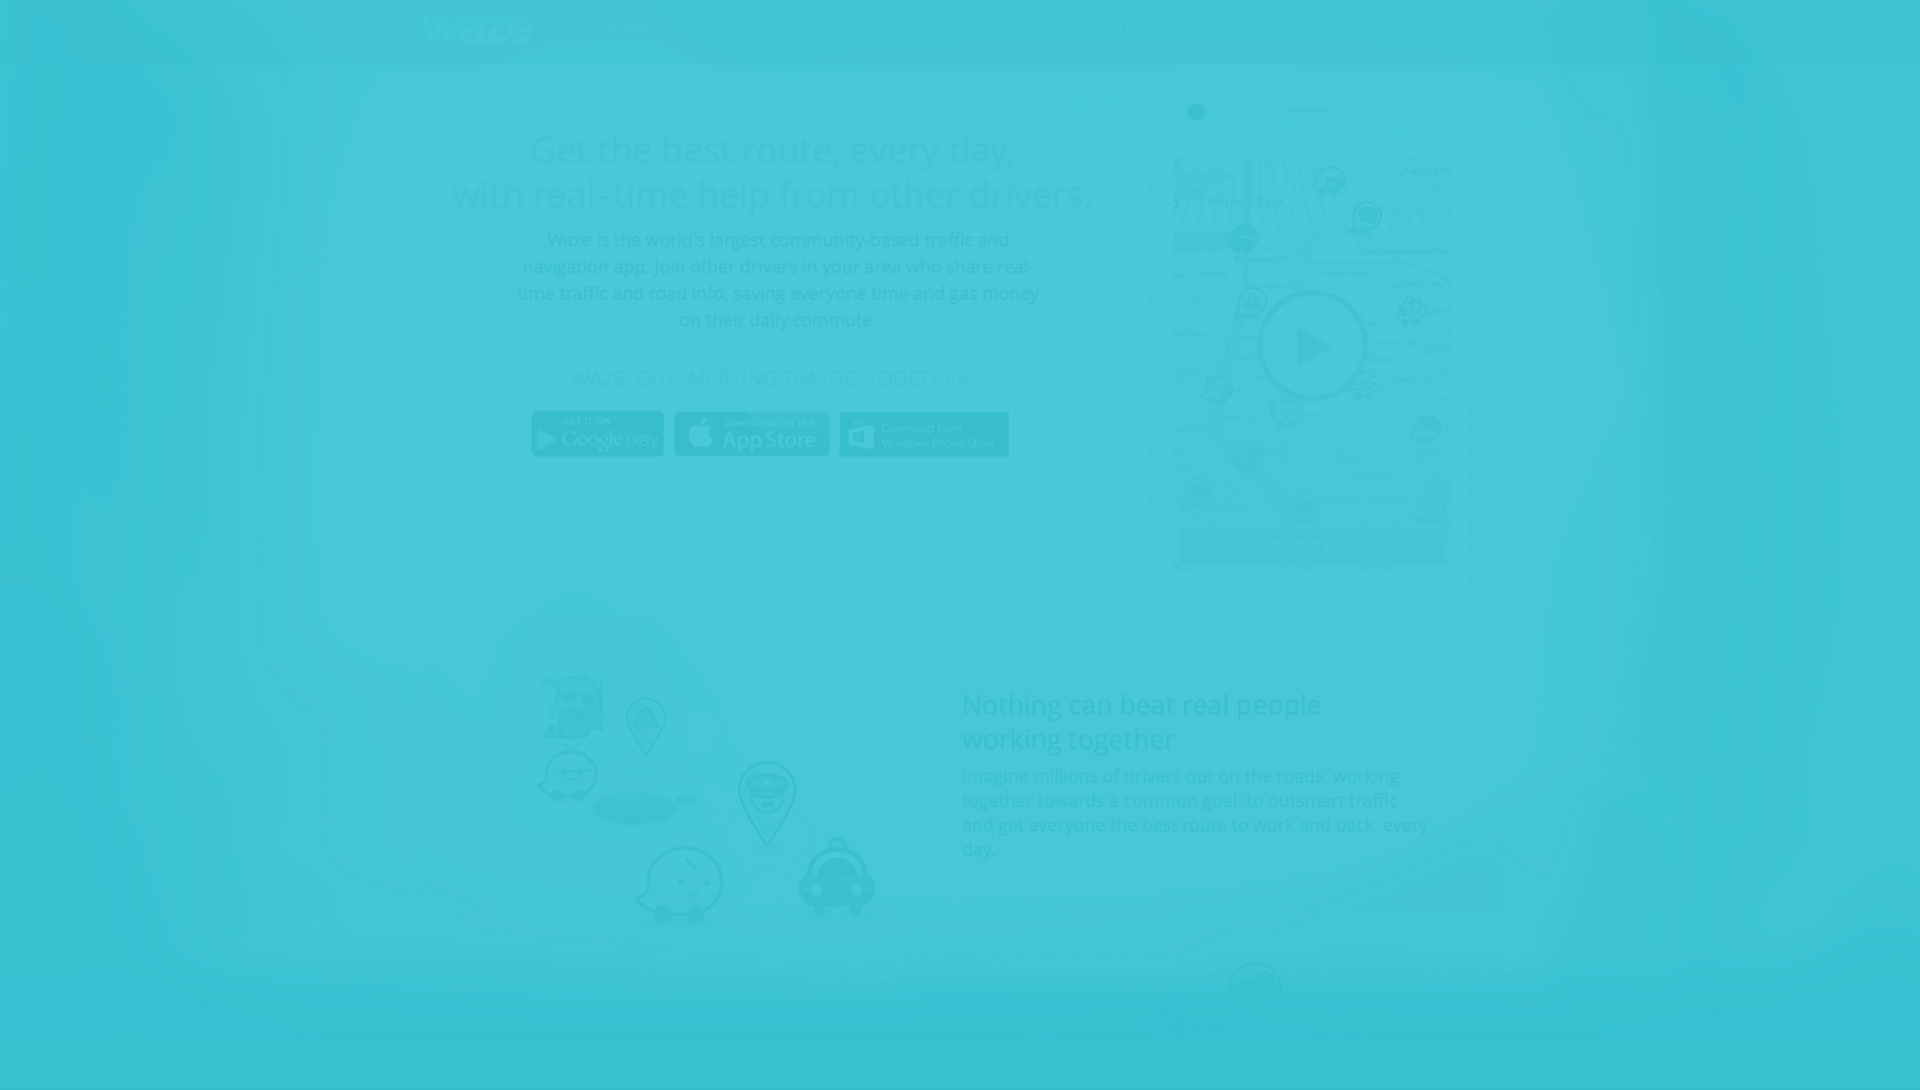 waze
Get the best route, every day,
with real-time help from other drivers.
Waze is the world's largest community-based traffic and
navigation app. Join other drivers in your area who share real-
time traffic and road info, saving everyone time and gas money
on their daily commute.
WAZE. OUTSMARTING TRAFFIC, TOGETHER
GET IT ON
Google play
Download on the
App Store
Download from
Windows Phone Store
Nothing can beat real people
working together
Imagine millions of drivers out on the roads, working
together towards a common goal: to outsmart traffic
and get everyone the best route to work and back, every
day.